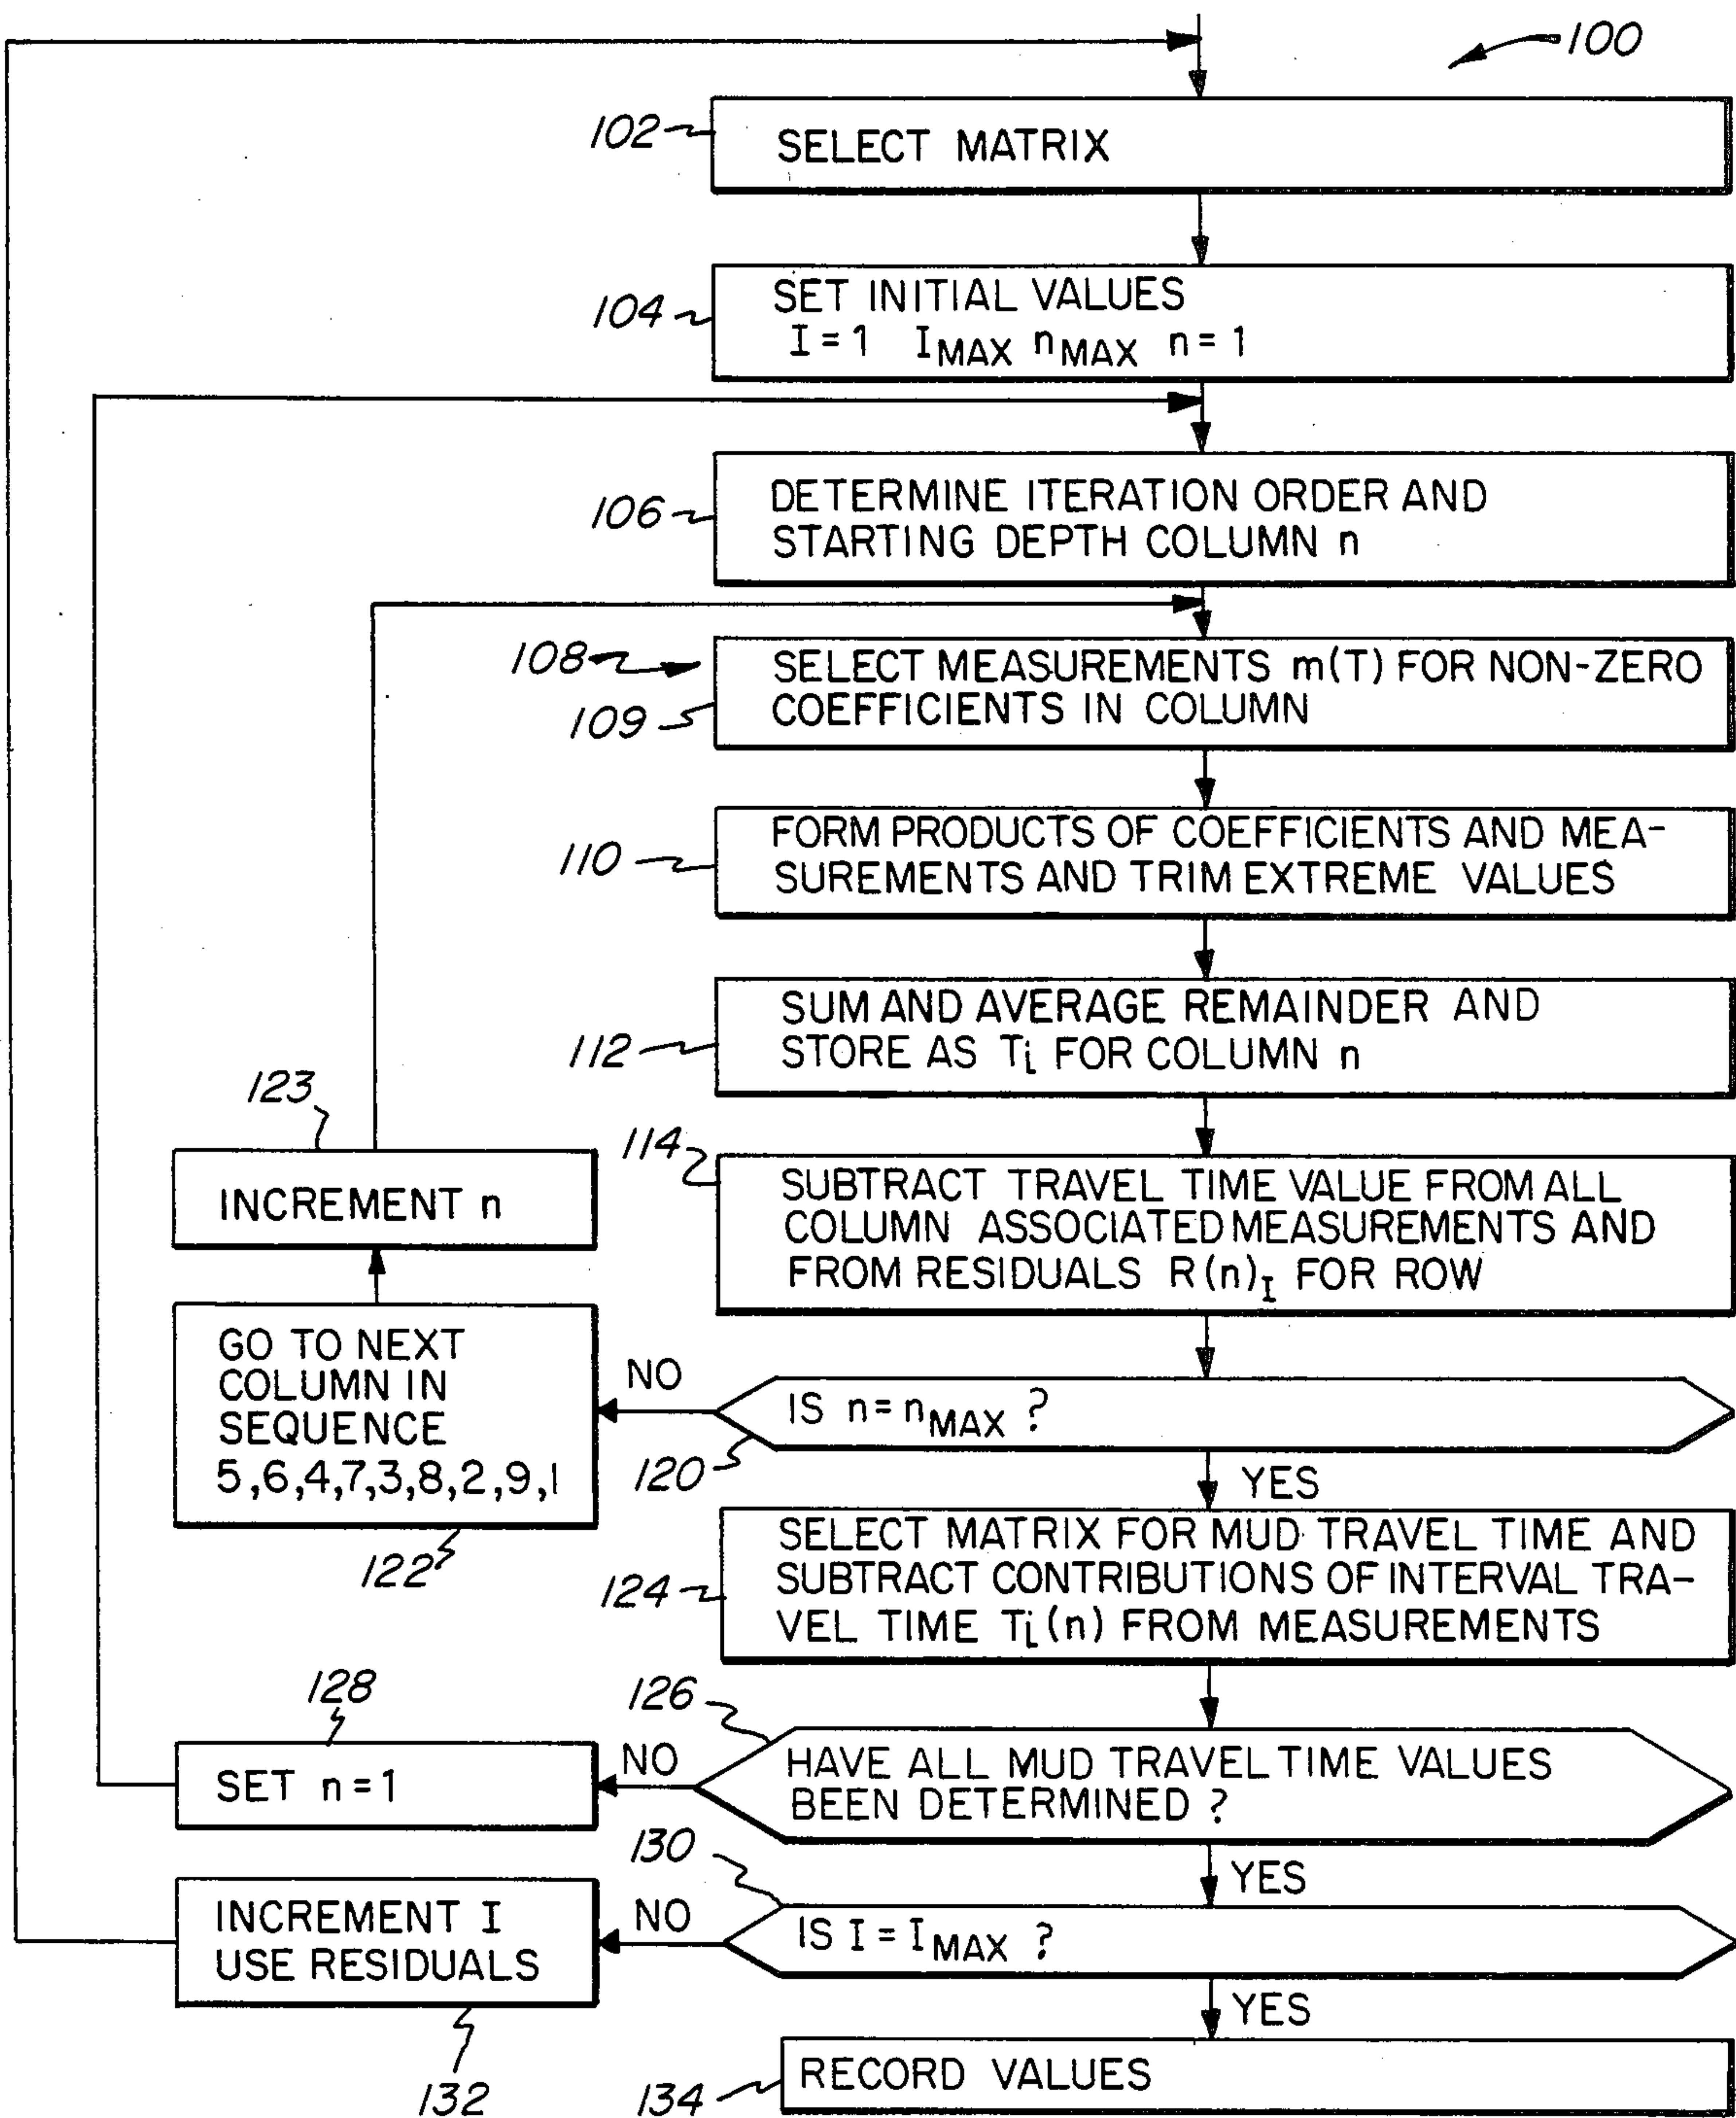 100
102
SELECT MATRIX
104
SET INITIAL VALUES
I = 1 I MAX n MAX n = 1
106
DETERMINE ITERATION ORDER AND
STARTING DEPTH COLUMN n
108
109
SELECT MEASUREMENTS m(T) FOR NON-ZERO
COEFFICIENTS IN COLUMN
110
FORM PRODUCTS OF COEFFICIENTS AND MEA-
SUREMENTS AND TRIM EXTREME VALUES
112
SUM AND AVERAGE REMAINDER AND
STORE AS Ti FOR COLUMN n
114
SUBTRACT TRAVEL TIME VALUE FROM ALL
COLUMN ASSOCIATED MEASUREMENTS AND
FROM RESIDUALS R(n)I FOR ROW
123
INCREMENT n
GO TO NEXT
COLUMN IN
SEQUENCE
5,6,4,7,3,8,2,9,1
122
NO
IS n = n MAX ?
120
YES
124
SELECT MATRIX FOR MUD TRAVEL TIME AND
SUBTRACT CONTRIBUTIONS OF INTERVAL TRA-
VEL TIME Ti(n) FROM MEASUREMENTS
126
128
SET n = 1
NO
HAVE ALL MUD TRAVEL TIME VALUES
BEEN DETERMINED ?
YES
130
INCREMENT I
USE RESIDUALS
132
NO
IS I = I MAX ?
YES
134
RECORD VALUES